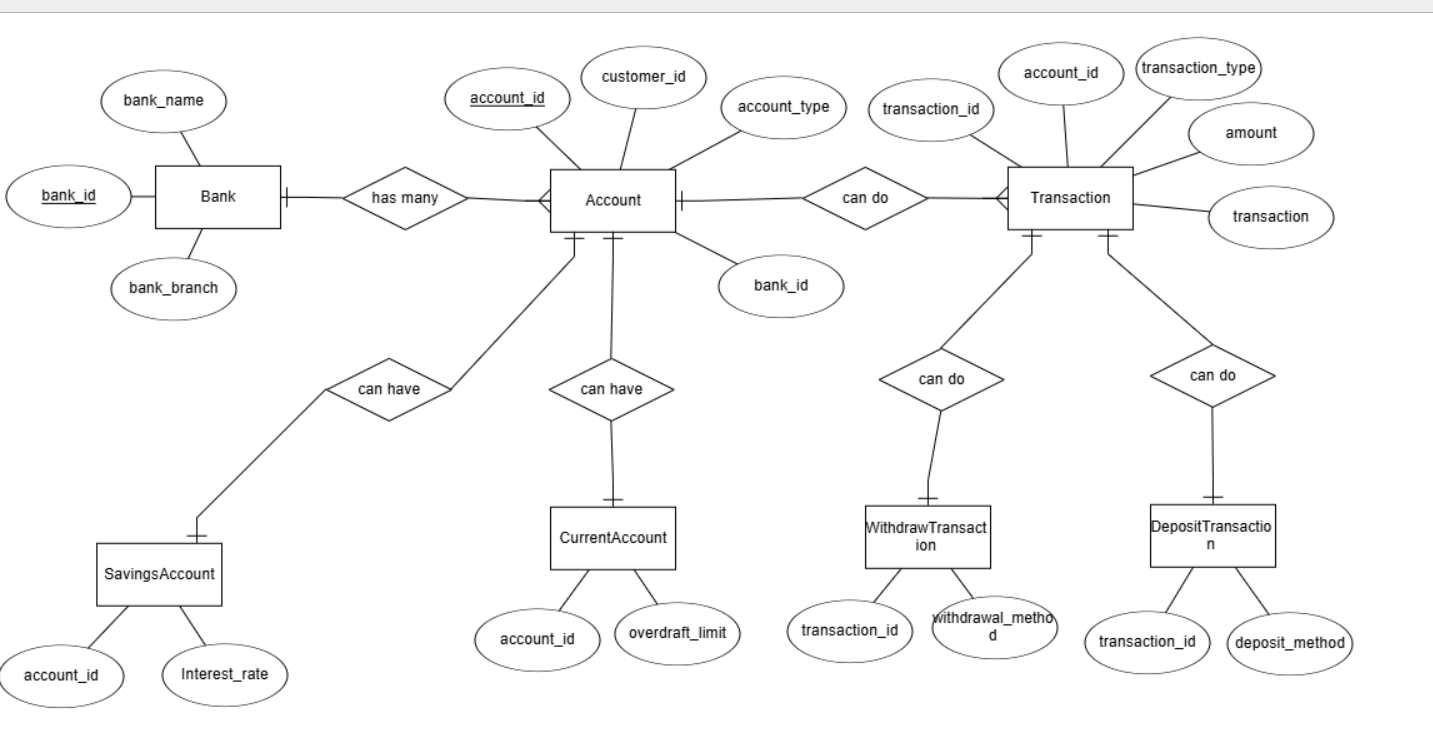 bank_name
account_id
customer_id
account_type
transaction_id
account_id
transaction_type
amount
bank_id
Bank
has many
Account
can do
Transaction
transaction
bank_branch
bank_id
can have
can have
can do
can do
SavingsAccount
CurrentAccount
WithdrawTransact
ion
DepositTransactio
n
account_id
Interest_rate
account_id
overdraft_limit
transaction_id
withdrawal_metho
d
transaction_id
deposit_method